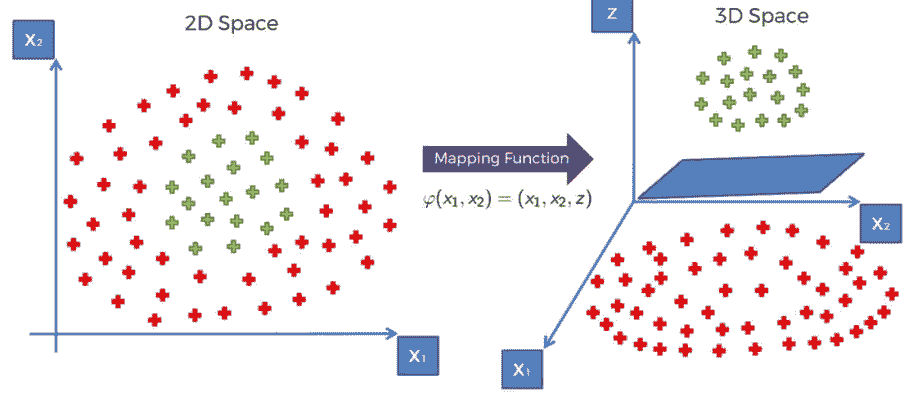 2D Space
X₂
X₁
Mapping Function
φ(x₁, x₂) = (x₁, x₂, z)
3D Space
Z
X₂
X₁